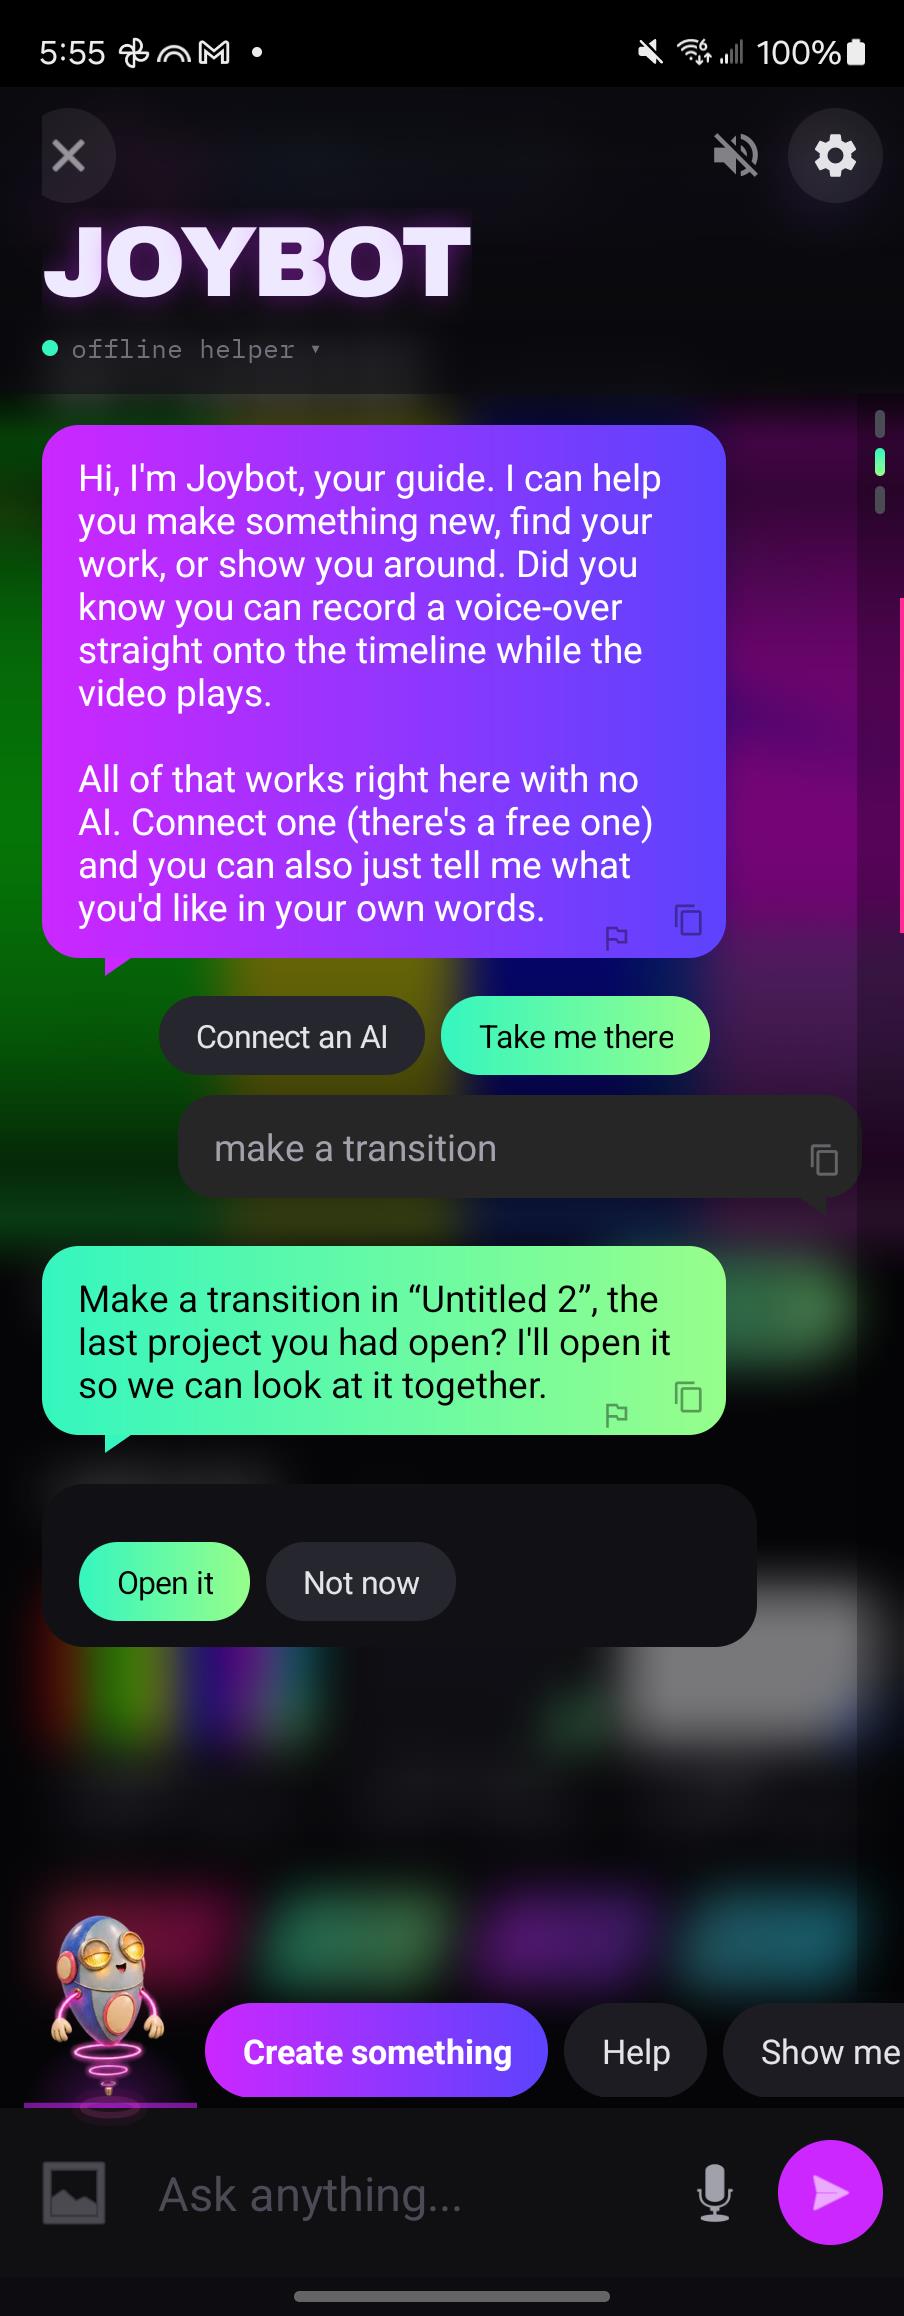 5:55
100%
JOYBOT
offline helper ▾
Hi, I'm Joybot, your guide. I can help
you make something new, find your
work, or show you around. Did you
know you can record a voice-over
straight onto the timeline while the
video plays.
All of that works right here with no
AI. Connect one (there's a free one)
and you can also just tell me what
you'd like in your own words.
Connect an AI
Take me there
make a transition
Make a transition in “Untitled 2”, the
last project you had open? I'll open it
so we can look at it together.
Open it
Not now
Create something
Help
Show me
Ask anything...